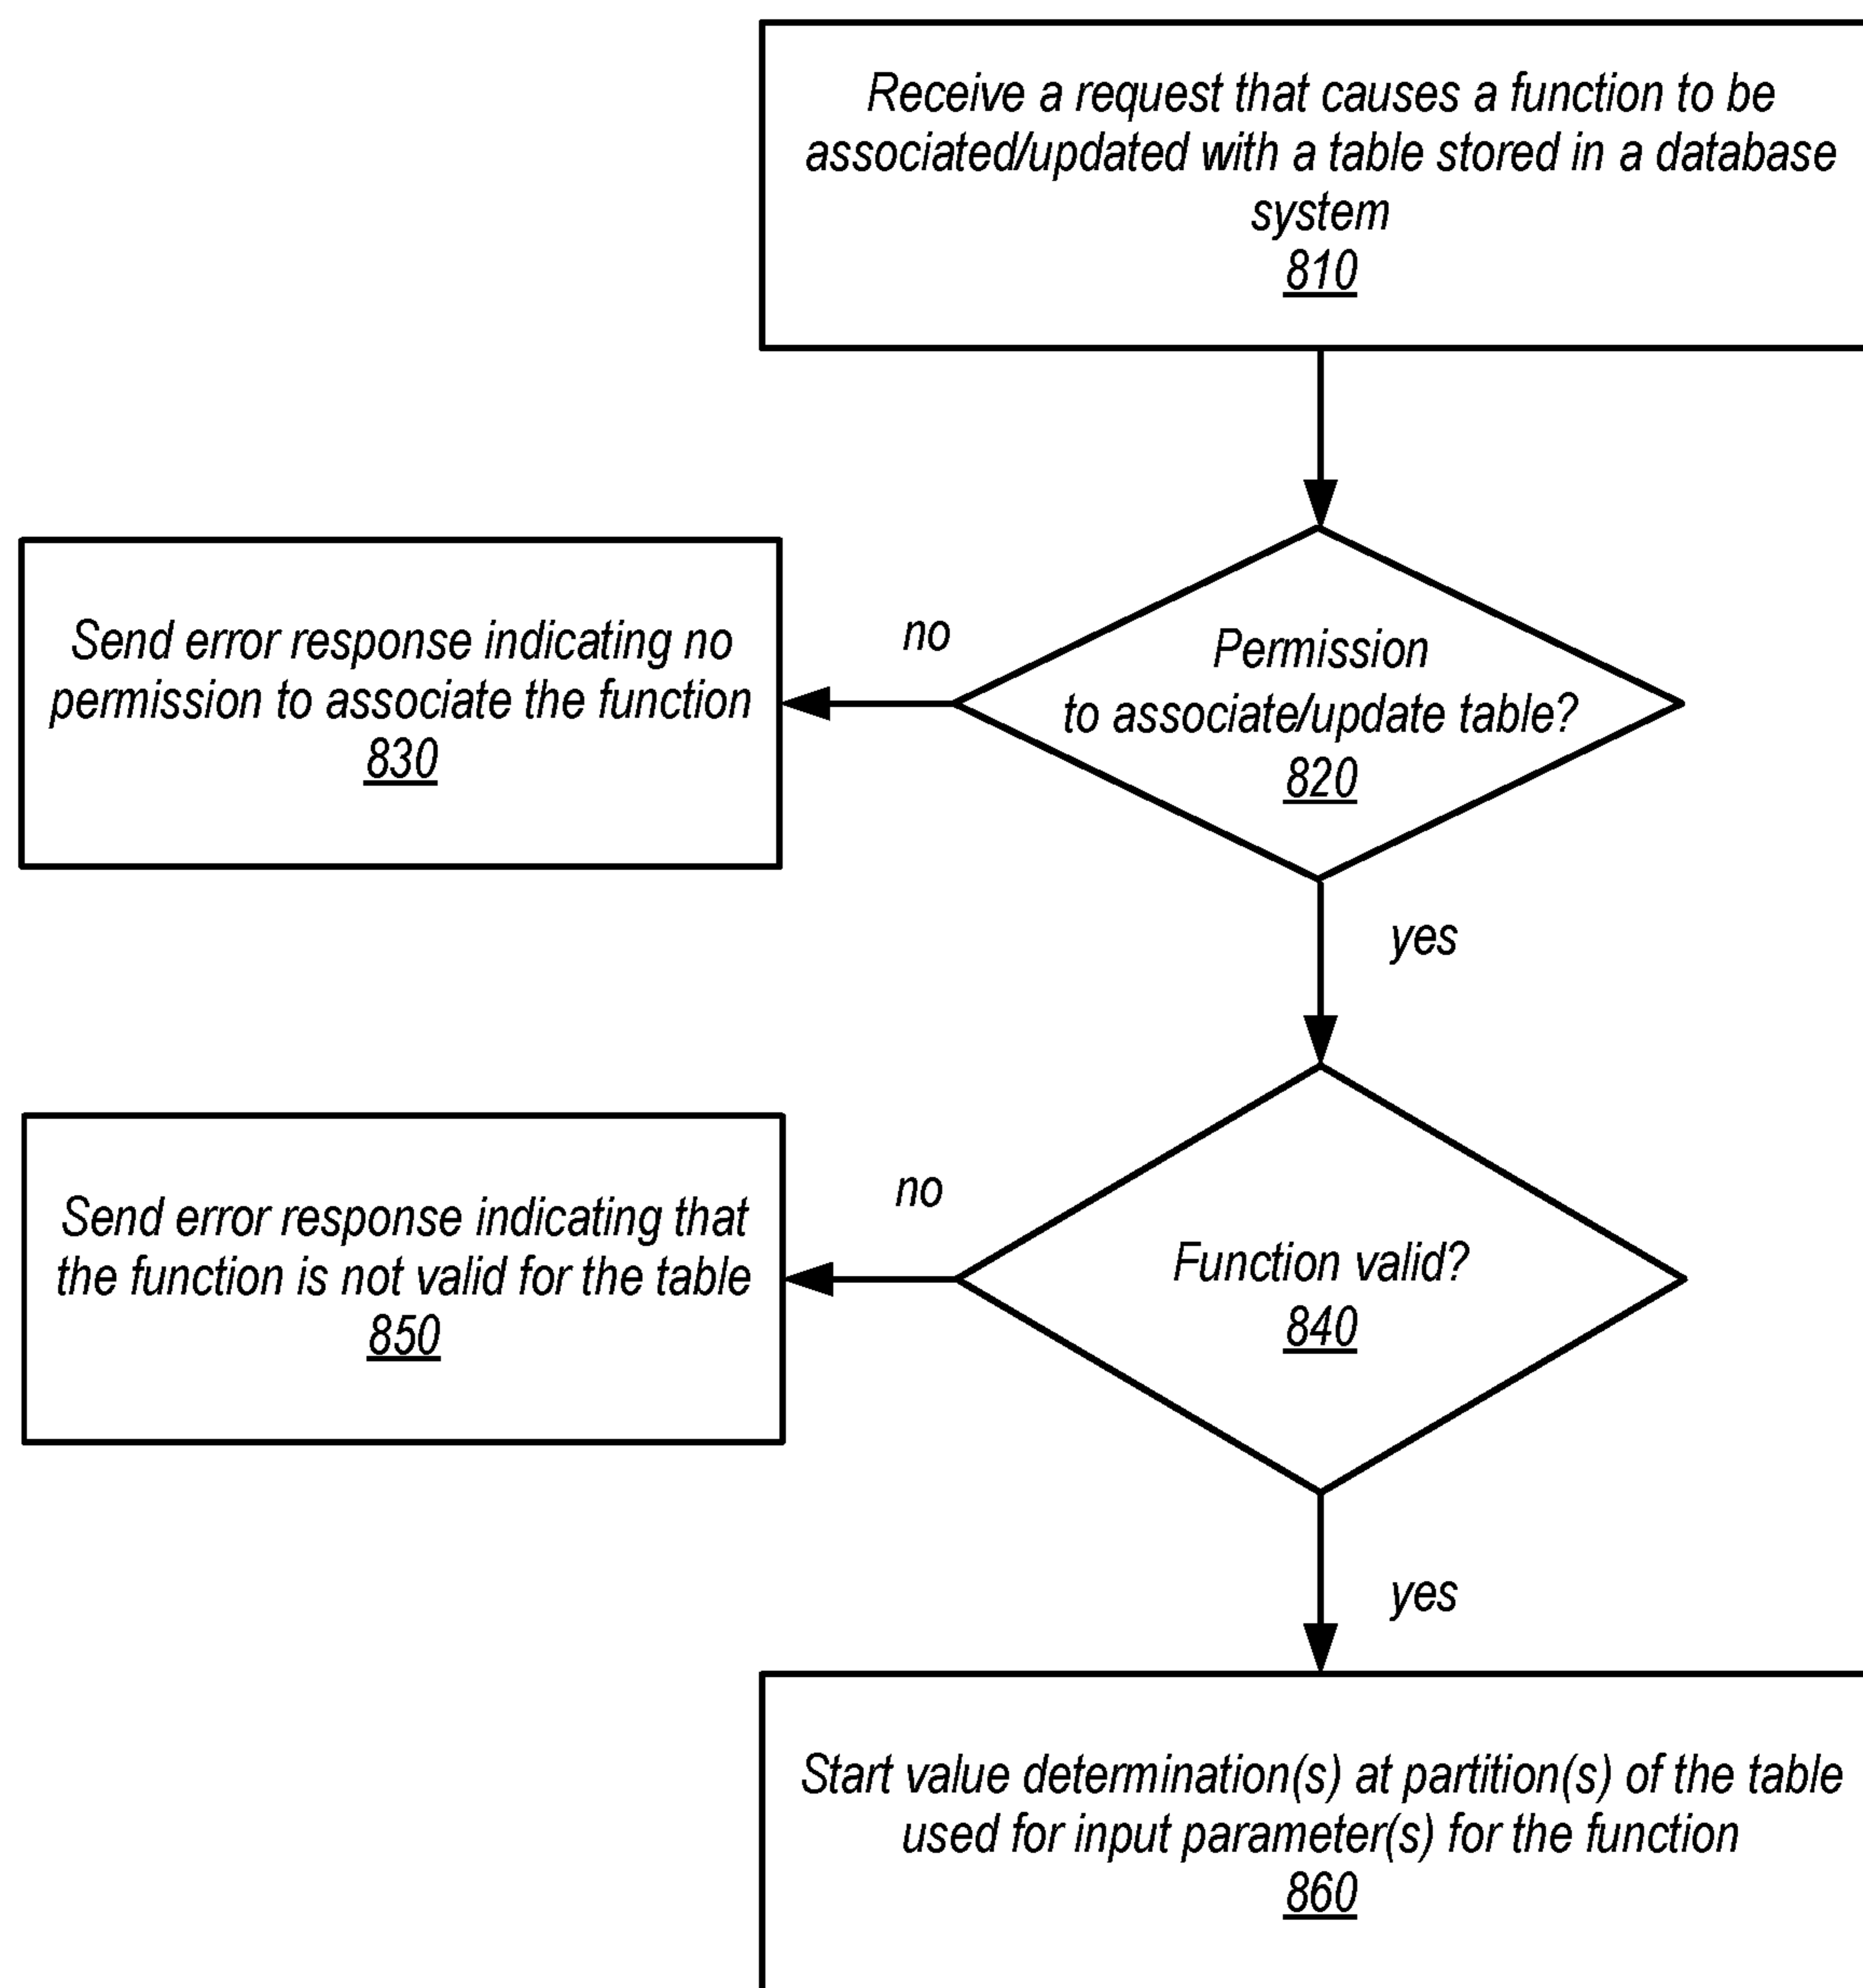 Receive a request that causes a function to be
associated/updated with a table stored in a database
system
810
Permission
to associate/update table?
820
no
Send error response indicating no
permission to associate the function
830
yes
Function valid?
840
no
Send error response indicating that
the function is not valid for the table
850
yes
Start value determination(s) at partition(s) of the table
used for input parameter(s) for the function
860